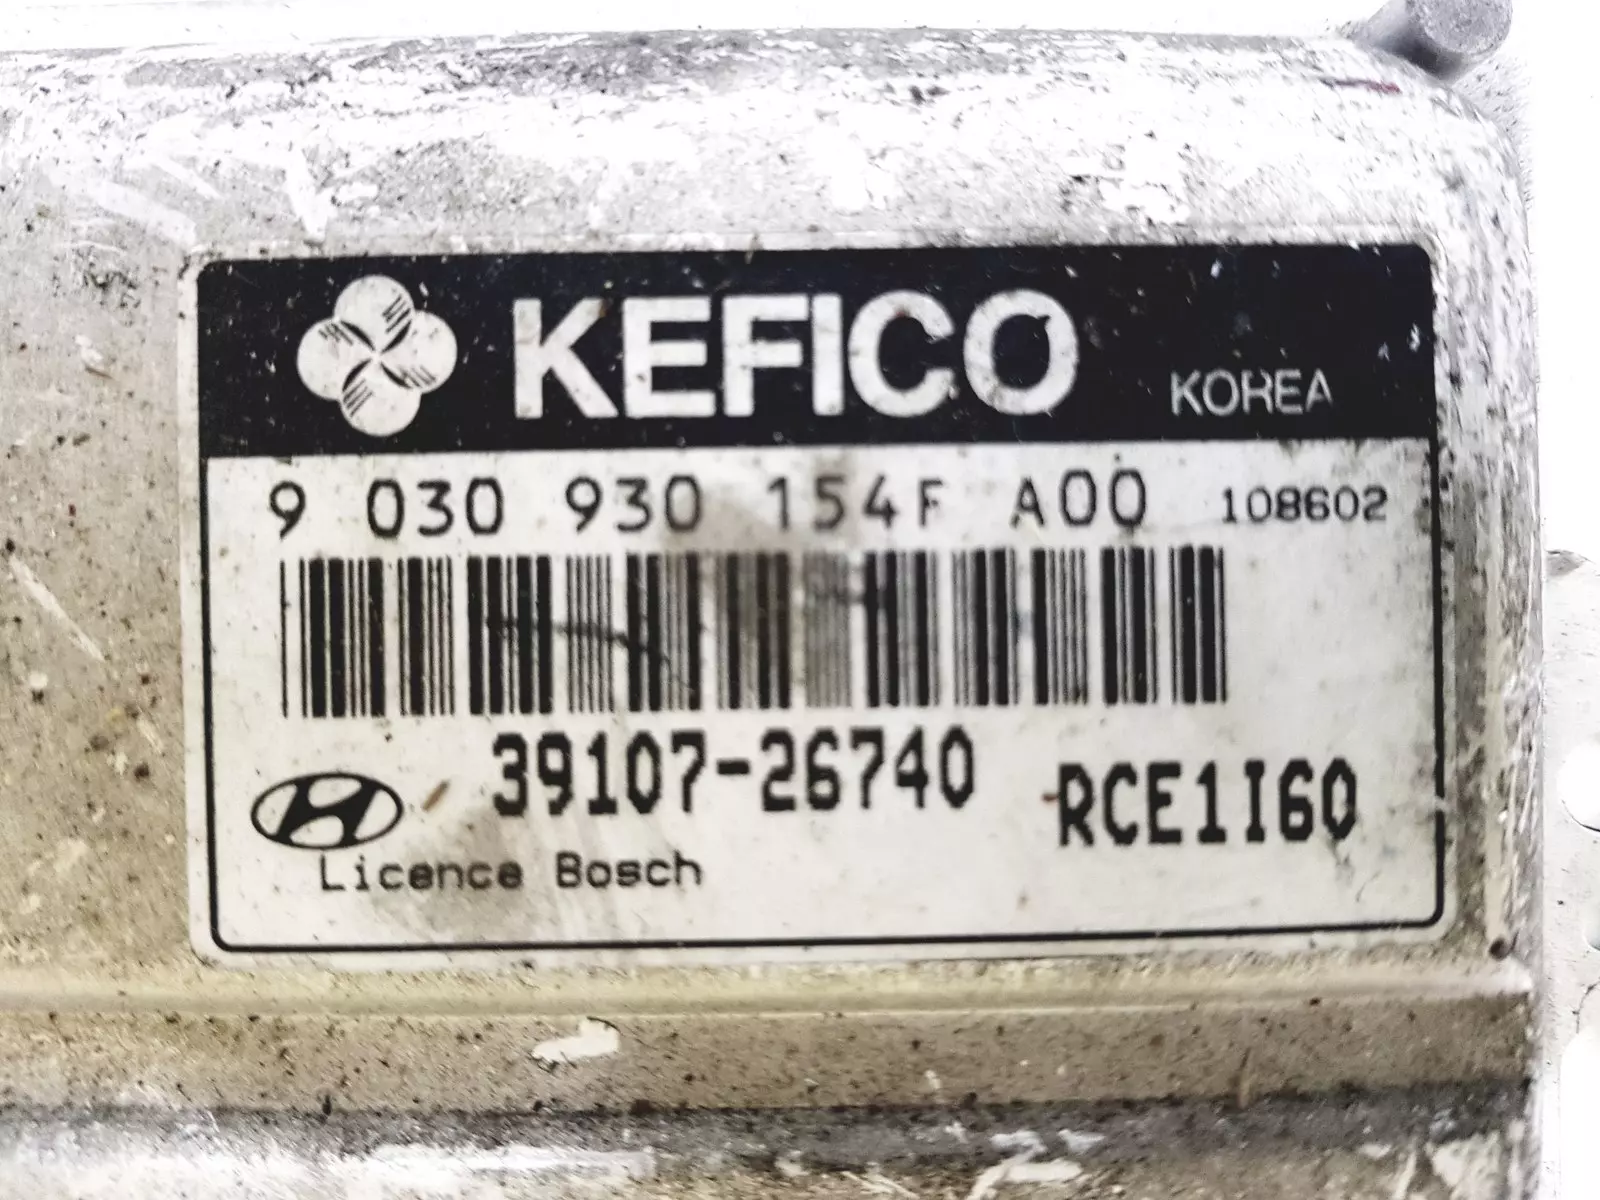 KEFICO KOREA
9 030 930 154F A00 108602
39107-26740 RCE1I60
Licence Bosch